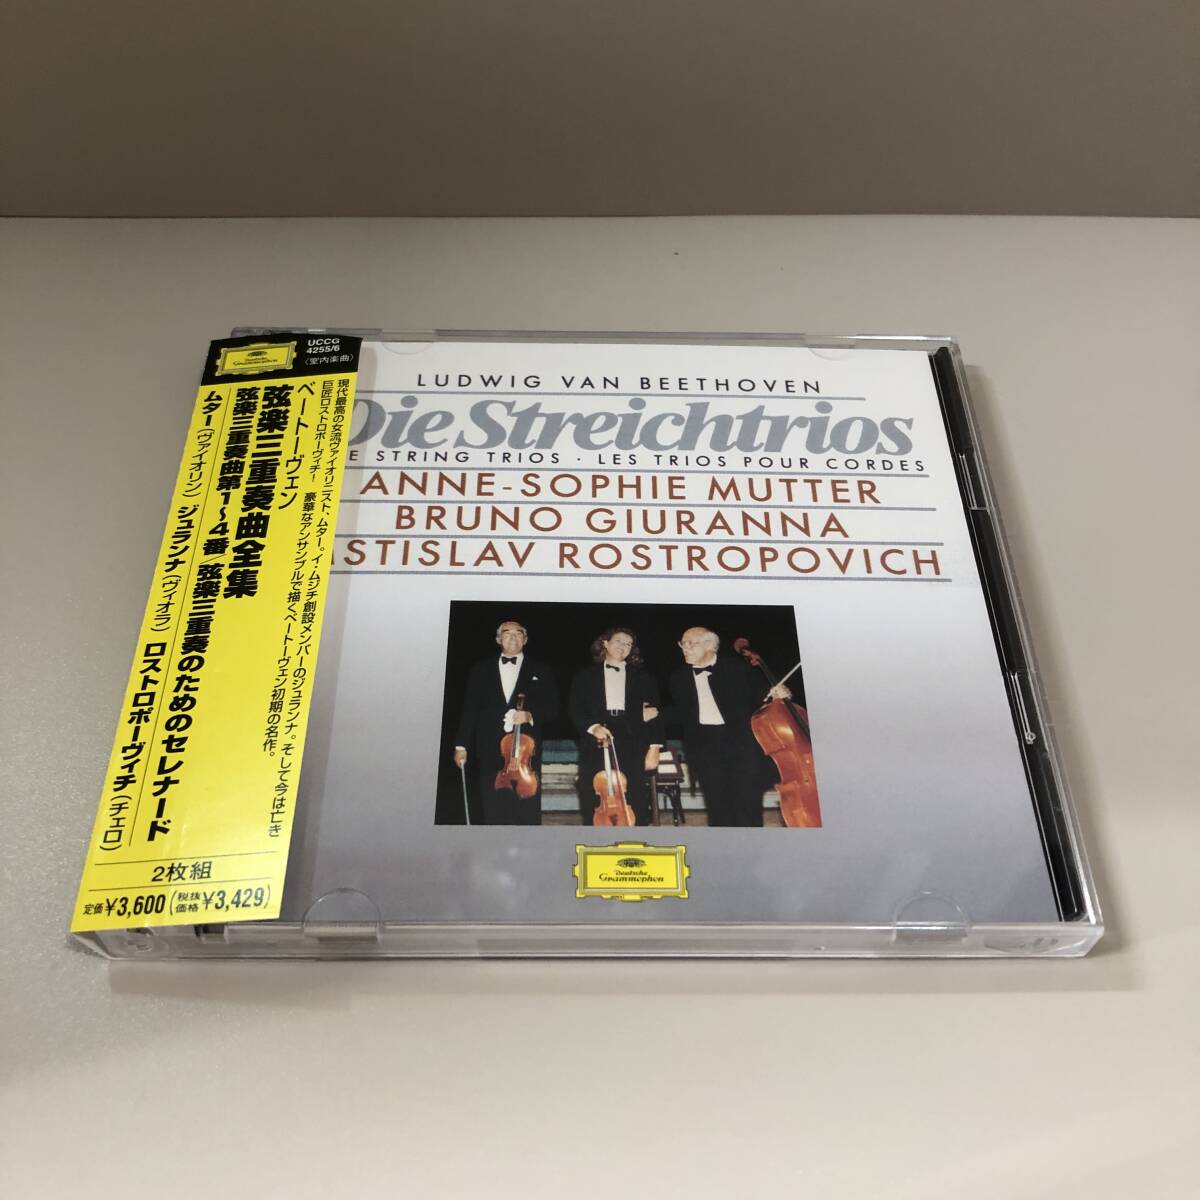 Deutsche
Grammophon
UCCG
4255/6
〈室内楽曲〉
現代最高の女流ヴァイオリニスト、ムター。イ・ムジチ創設メンバーのジュランナ。そして今は亡き
巨匠ロストロポーヴィチ! 豪華なアンサンブルで描くベートーヴェン初期の名作。
ベートーヴェン
弦楽三重奏曲全集
弦楽三重奏曲第1〜4番/弦楽三重奏のためのセレナード
ムター(ヴァイオリン) ジュランナ(ヴィオラ) ロストロポーヴィチ(チェロ)
2枚組
定価¥3,600(税抜価格¥3,429)
LUDWIG VAN BEETHOVEN
Die Streichtrios
E STRING TRIOS · LES TRIOS POUR CORDES
ANNE-SOPHIE MUTTER
BRUNO GIURANNA
STISLAV ROSTROPOVICH
Deutsche
Grammophon